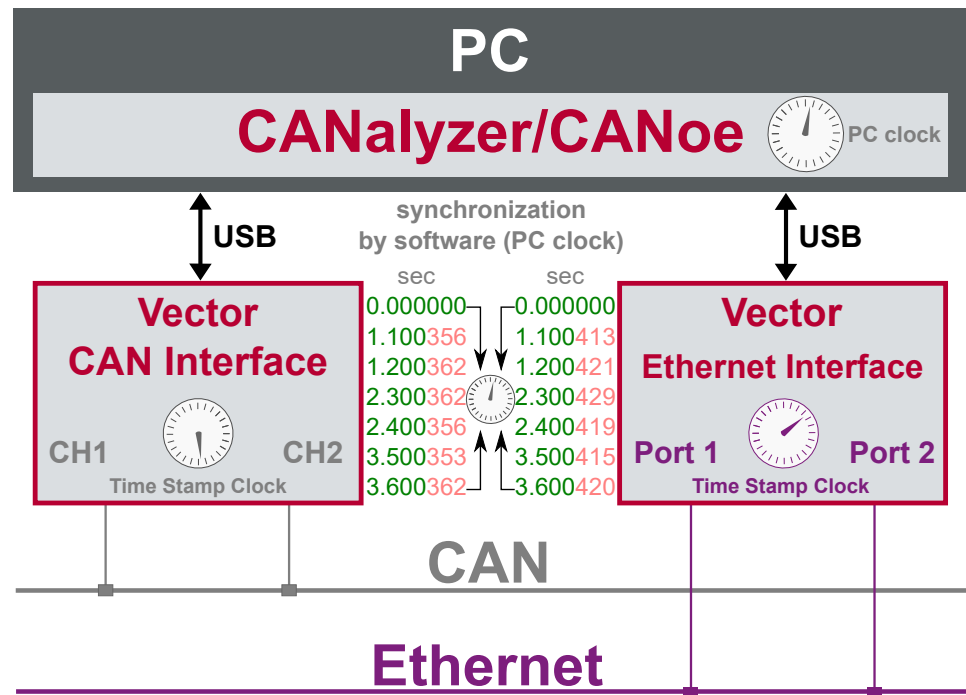 PC
CANalyzer/CANoe
PC clock
USB
synchronization
by software (PC clock)
USB
sec
sec
Vector
CAN Interface
CH1
CH2
Time Stamp Clock
0.000000
1.100356
1.200362
2.300362
2.400356
3.500353
3.600362
0.000000
1.100413
1.200421
2.300429
2.400419
3.500415
3.600420
Vector
Ethernet Interface
Port 1
Port 2
Time Stamp Clock
CAN
Ethernet